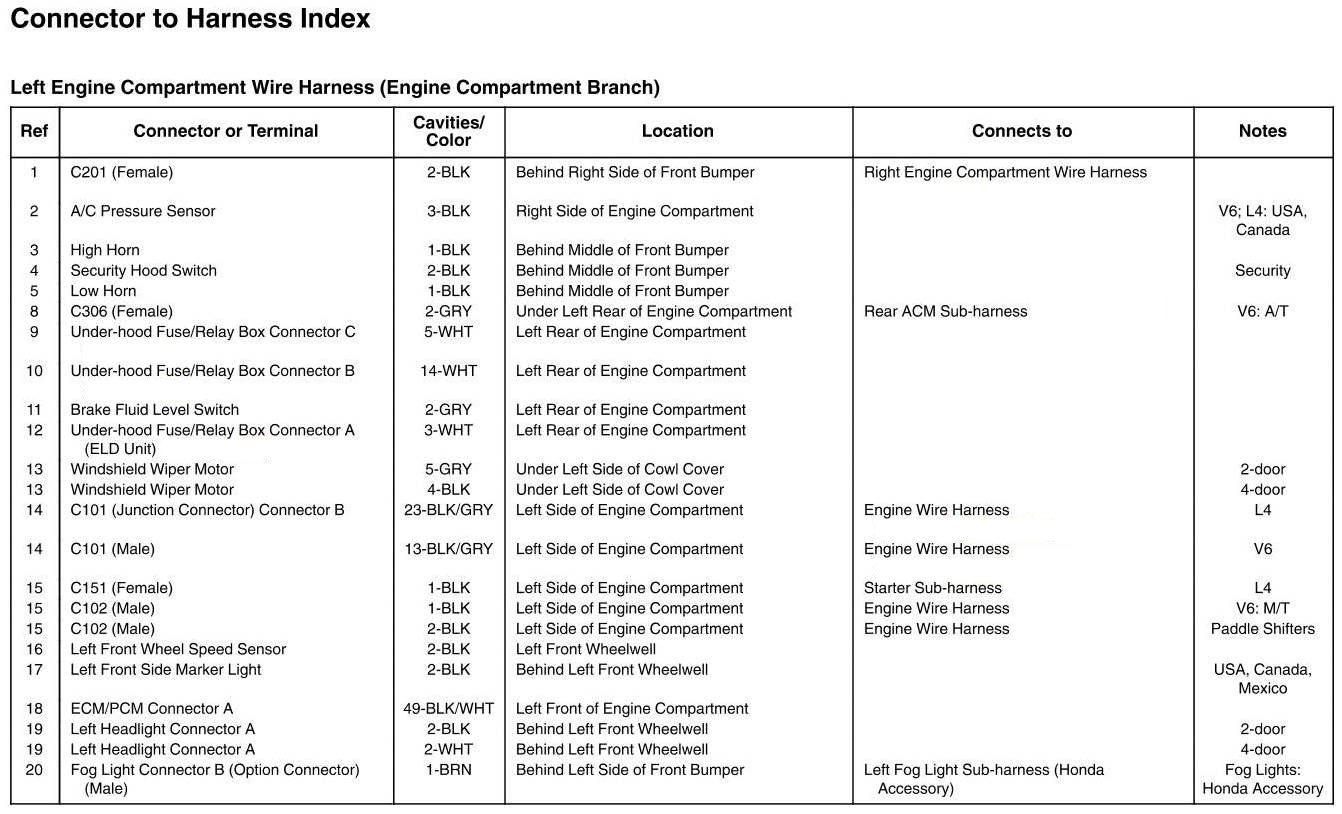 Connector to Harness Index
Left Engine Compartment Wire Harness (Engine Compartment Branch)
Ref Connector or Terminal Cavities/ Color Location Connects to Notes
1 C201 (Female) 2-BLK Behind Right Side of Front Bumper Right Engine Compartment Wire Harness
2 A/C Pressure Sensor 3-BLK Right Side of Engine Compartment V6; L4: USA,
Canada
3 High Horn 1-BLK Behind Middle of Front Bumper
4 Security Hood Switch 2-BLK Behind Middle of Front Bumper Security
5 Low Horn 1-BLK Behind Middle of Front Bumper
8 C306 (Female) 2-GRY Under Left Rear of Engine Compartment Rear ACM Sub-harness V6: A/T
9 Under-hood Fuse/Relay Box Connector C 5-WHT Left Rear of Engine Compartment
10 Under-hood Fuse/Relay Box Connector B 14-WHT Left Rear of Engine Compartment
11 Brake Fluid Level Switch 2-GRY Left Rear of Engine Compartment
12 Under-hood Fuse/Relay Box Connector A 3-WHT Left Rear of Engine Compartment
(ELD Unit)
13 Windshield Wiper Motor 5-GRY Under Left Side of Cowl Cover 2-door
13 Windshield Wiper Motor 4-BLK Under Left Side of Cowl Cover 4-door
14 C101 (Junction Connector) Connector B 23-BLK/GRY Left Side of Engine Compartment Engine Wire Harness L4
14 C101 (Male) 13-BLK/GRY Left Side of Engine Compartment Engine Wire Harness V6
15 C151 (Female) 1-BLK Left Side of Engine Compartment Starter Sub-harness L4
15 C102 (Male) 1-BLK Left Side of Engine Compartment Engine Wire Harness V6: M/T
15 C102 (Male) 2-BLK Left Side of Engine Compartment Engine Wire Harness Paddle Shifters
16 Left Front Wheel Speed Sensor 2-BLK Left Front Wheelwell
17 Left Front Side Marker Light 2-BLK Behind Left Front Wheelwell USA, Canada,
Mexico
18 ECM/PCM Connector A 49-BLK/WHT Left Front of Engine Compartment
19 Left Headlight Connector A 2-BLK Behind Left Front Wheelwell 2-door
19 Left Headlight Connector A 2-WHT Behind Left Front Wheelwell 4-door
20 Fog Light Connector B (Option Connector) 1-BRN Behind Left Side of Front Bumper Left Fog Light Sub-harness (Honda Fog Lights:
(Male) Accessory) Honda Accessory